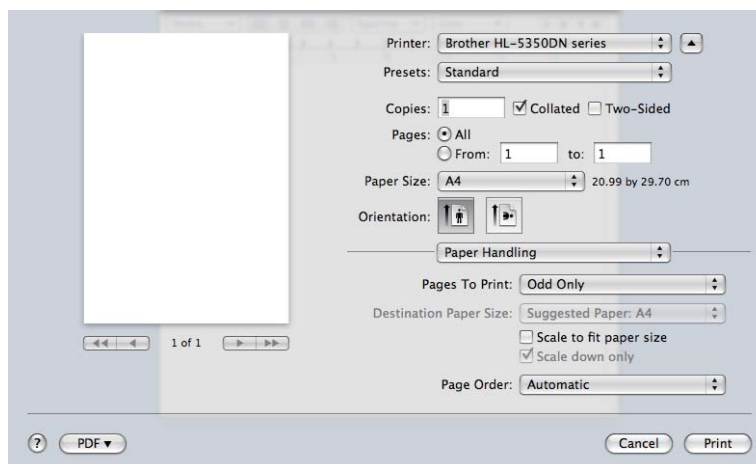 Printer: Brother HL-5350DN series
Presets: Standard
Copies: 1 Collated Two-Sided
Pages: All
From: 1 to: 1
Paper Size: A4 20.99 by 29.70 cm
Orientation:
Paper Handling
Pages To Print: Odd Only
Destination Paper Size: Suggested Paper: A4
Scale to fit paper size
1 of 1
Scale down only
Page Order: Automatic
? PDF Cancel Print